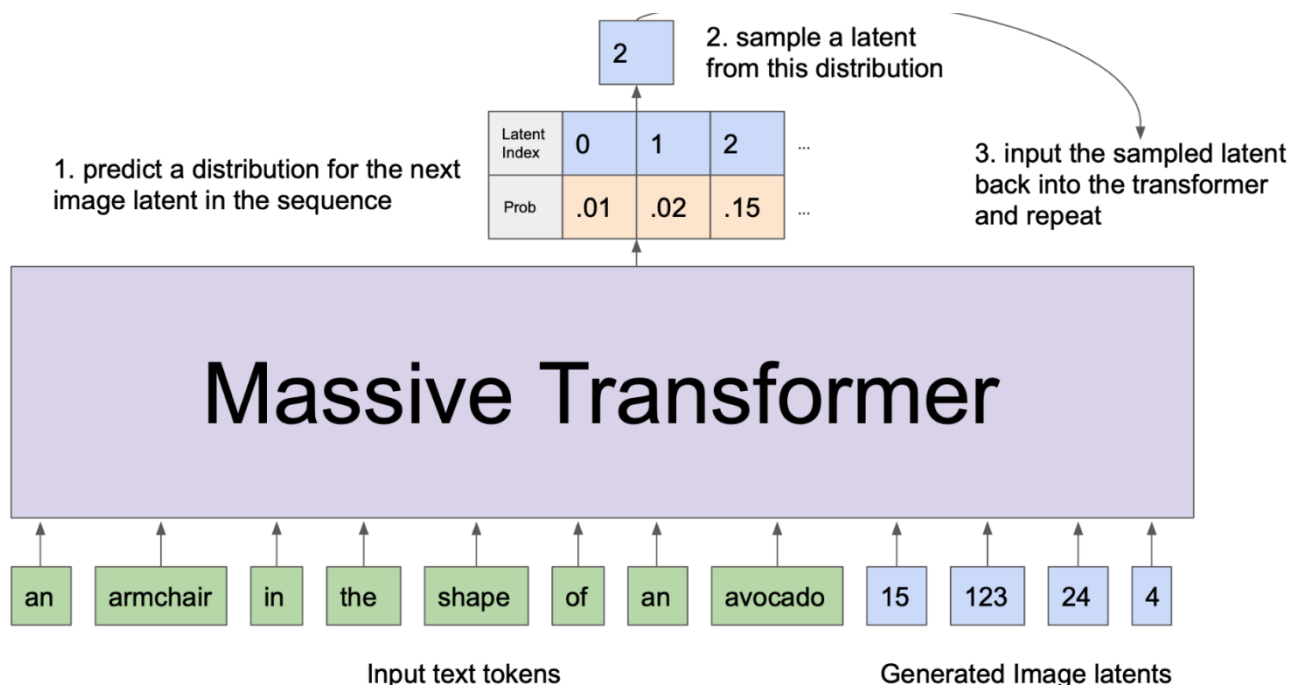 2
2. sample a latent
from this distribution
Latent
Index
0
1
2
...
1. predict a distribution for the next
image latent in the sequence
Prob
.01
.02
.15
...
3. input the sampled latent
back into the transformer
and repeat
Massive Transformer
an
armchair
in
the
shape
of
an
avocado
15
123
24
4
Input text tokens
Generated Image latents